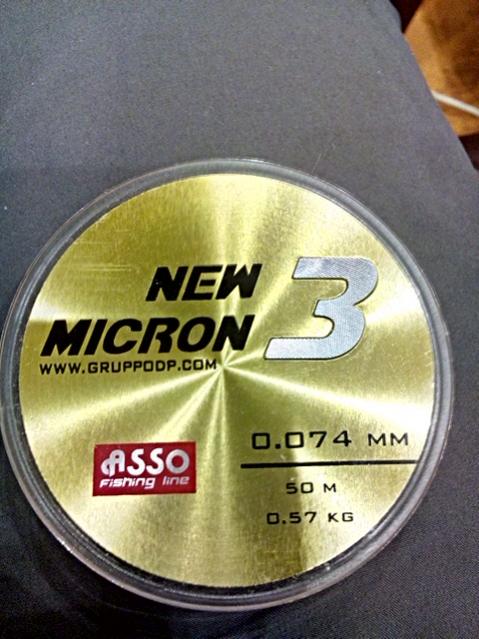 NEW
MICRON 3
WWW.GRUPPODP.COM
0.074 MM
ASSO
Fishing line
50 M
0.57 KG